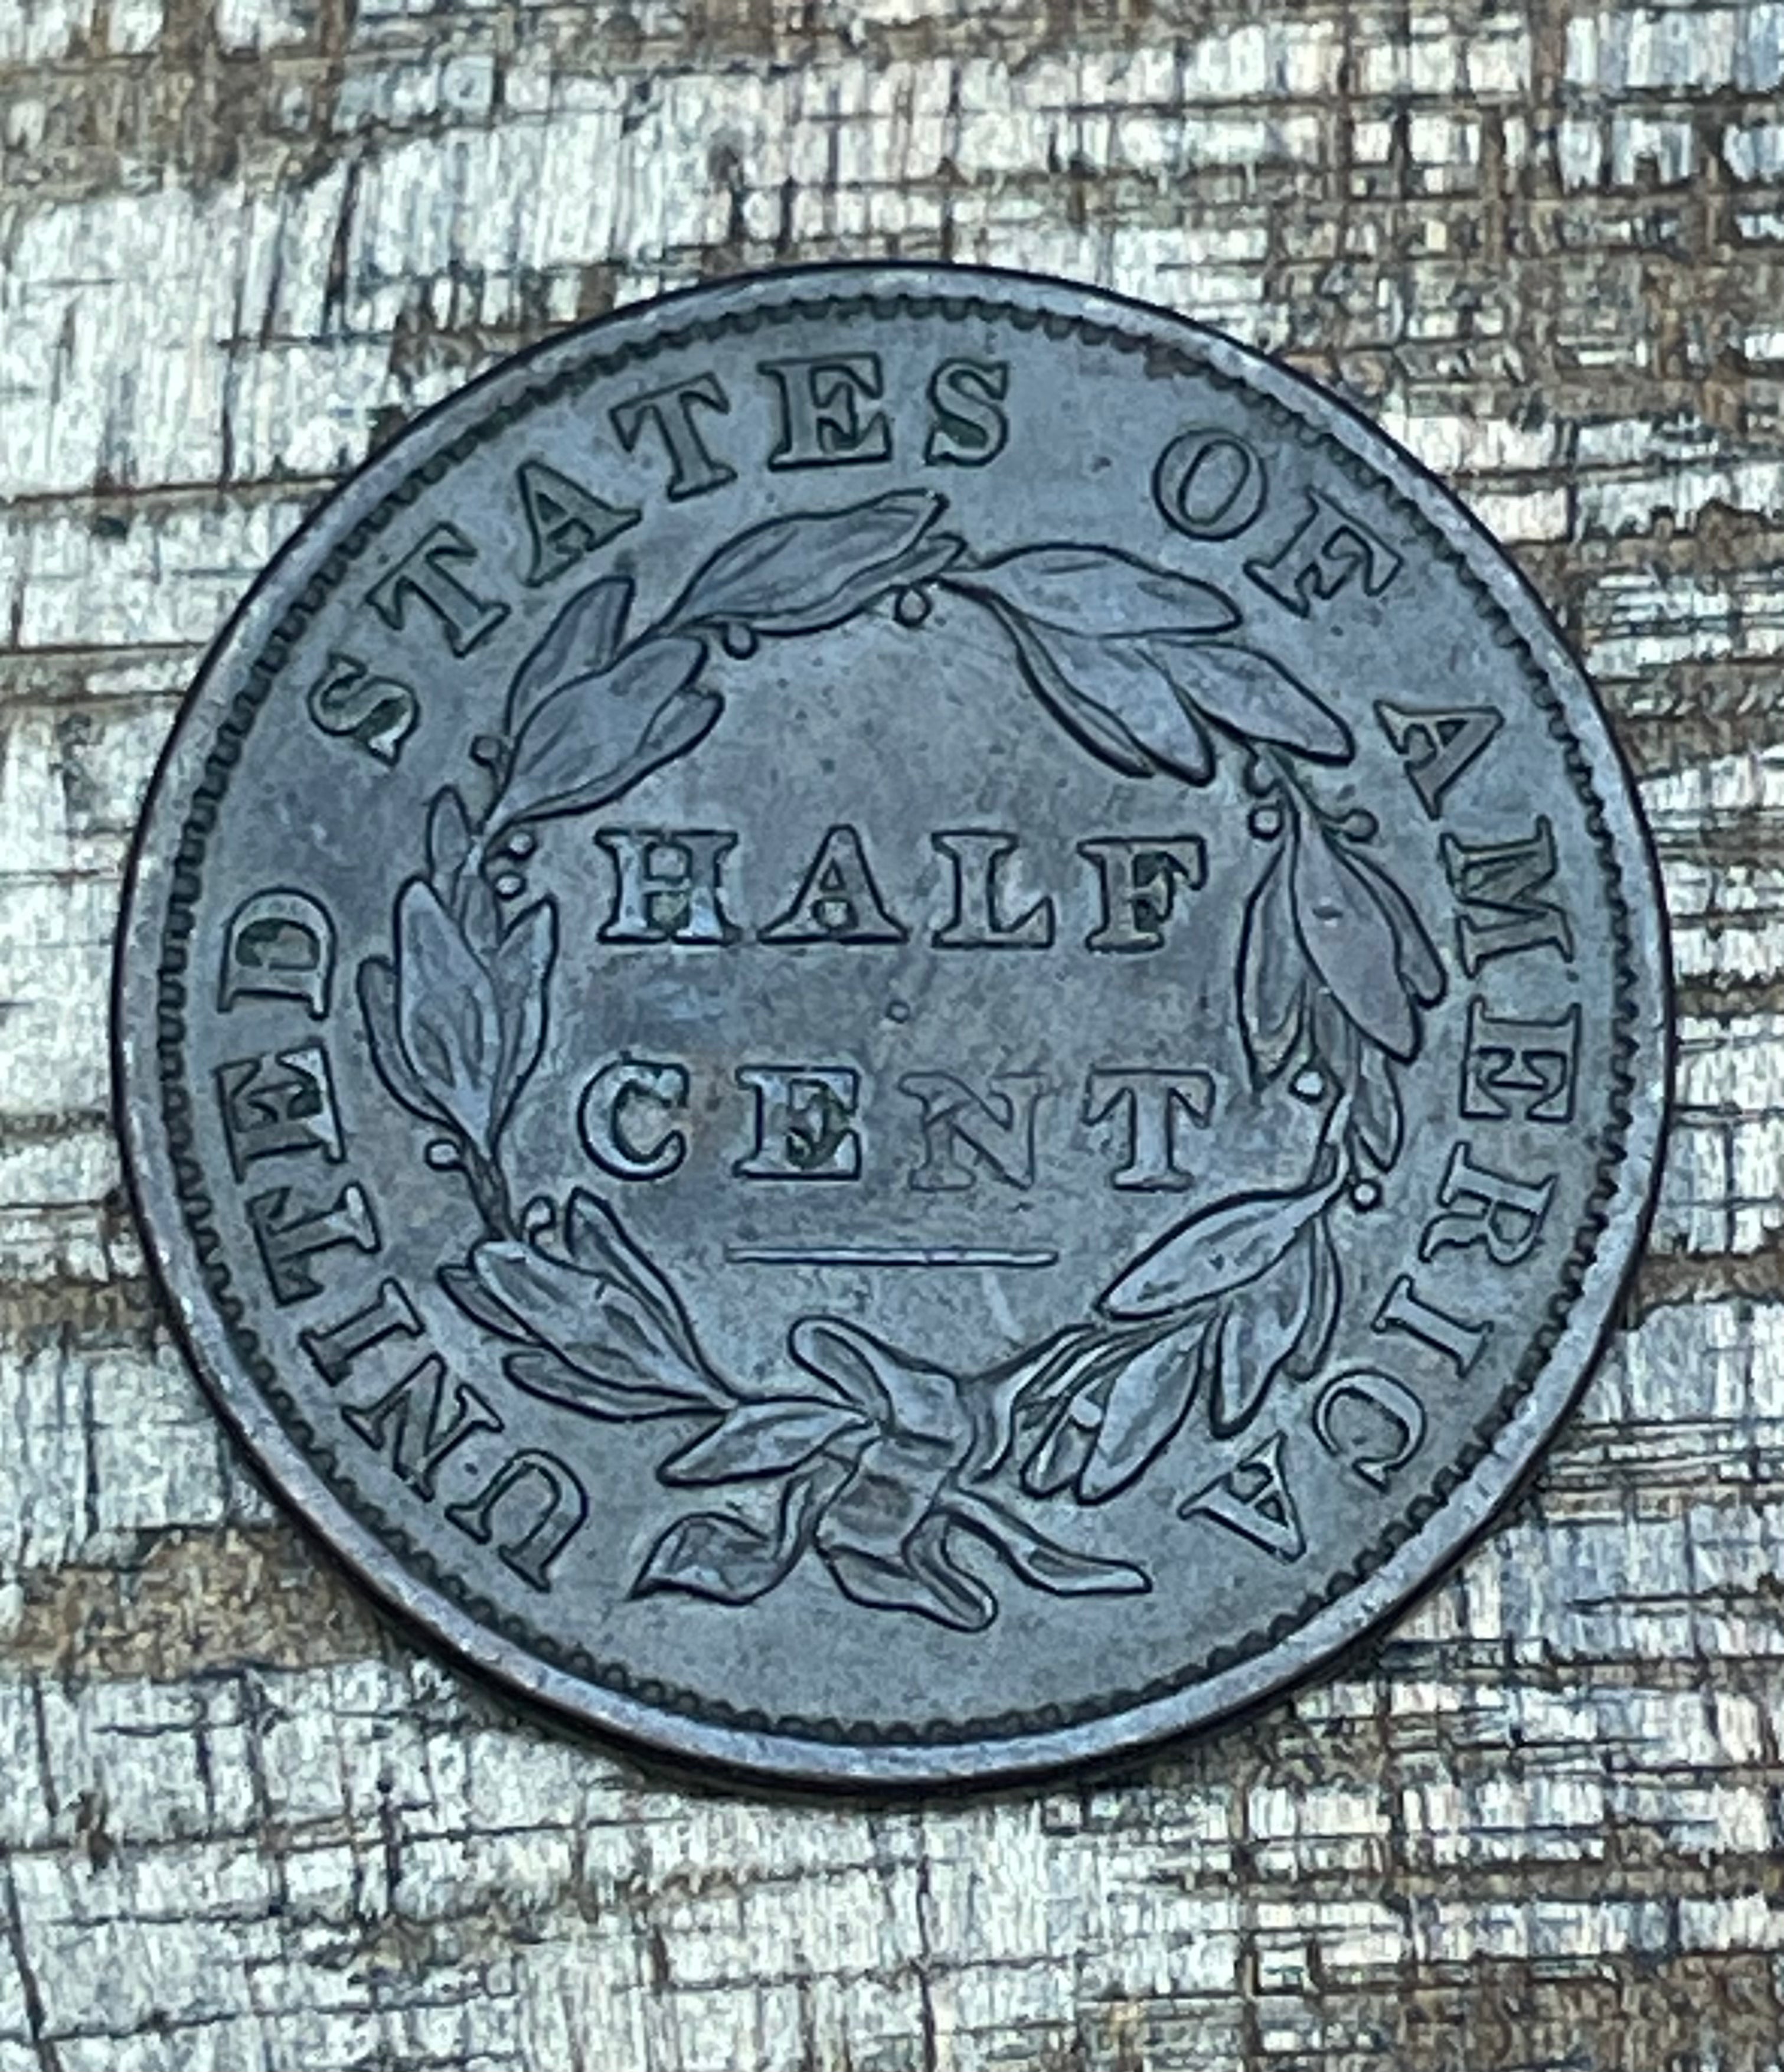 UNITED STATES OF AMERICA
HALF
CENT